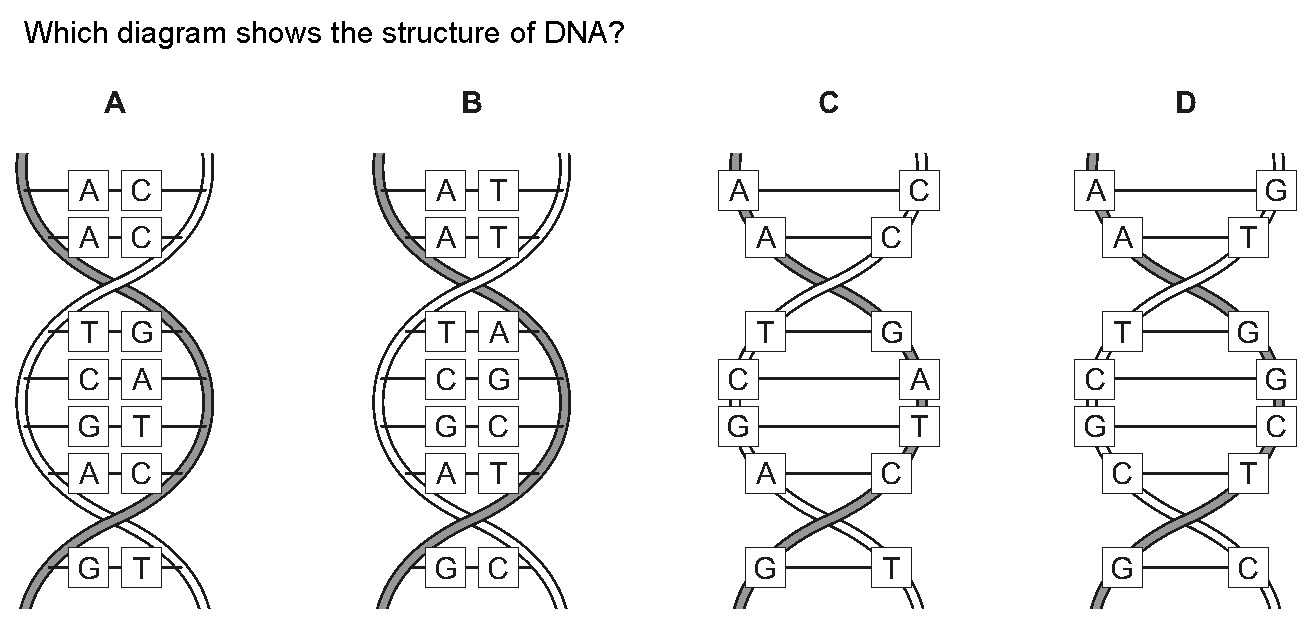 Which diagram shows the structure of DNA?
A B C D
A C A T A C A G
A C A T A C A T
T G T A T G T G
C A C G C A C G
G T G C G T G C
A C A T A C C T
G T G C G T G C